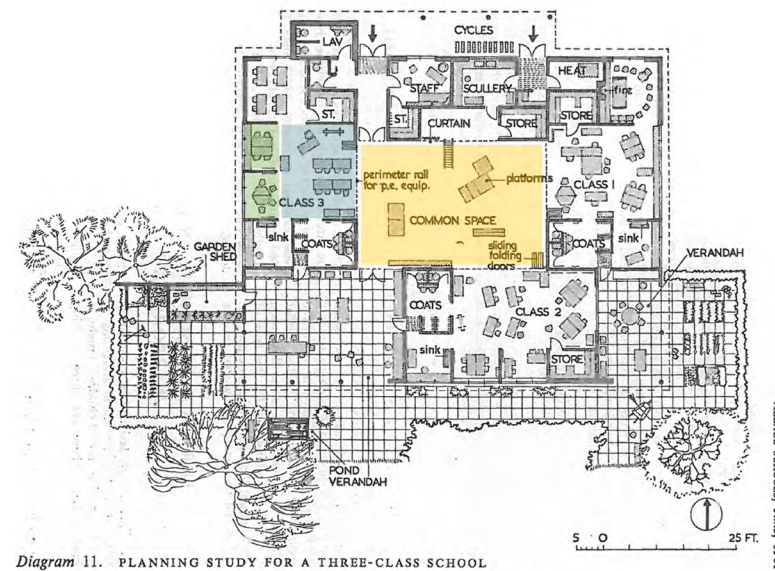 CYCLES
LAV
STAFF
SCULLERY
HEAT
fire
ST.
ST.
CURTAIN
STORE
STORE
perimeter rail
for p.e. equip.
platforms
CLASS 1
CLASS 3
COMMON SPACE
sink
COATS
sliding
folding
doors
COATS
sink
GARDEN
SHED
VERANDAH
COATS
CLASS 2
sink
STORE
POND
VERANDAH
5 0 25 FT.
Diagram 11. PLANNING STUDY FOR A THREE-CLASS SCHOOL